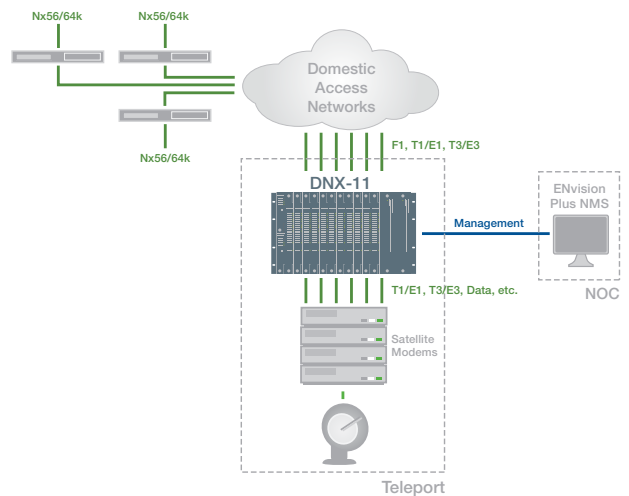 Nx56/64k
Nx56/64k
Nx56/64k
Domestic
Access
Networks
F1, T1/E1, T3/E3
DNX-11
Management
ENvision
Plus NMS
NOC
T1/E1, T3/E3, Data, etc.
Satellite
Modems
Teleport